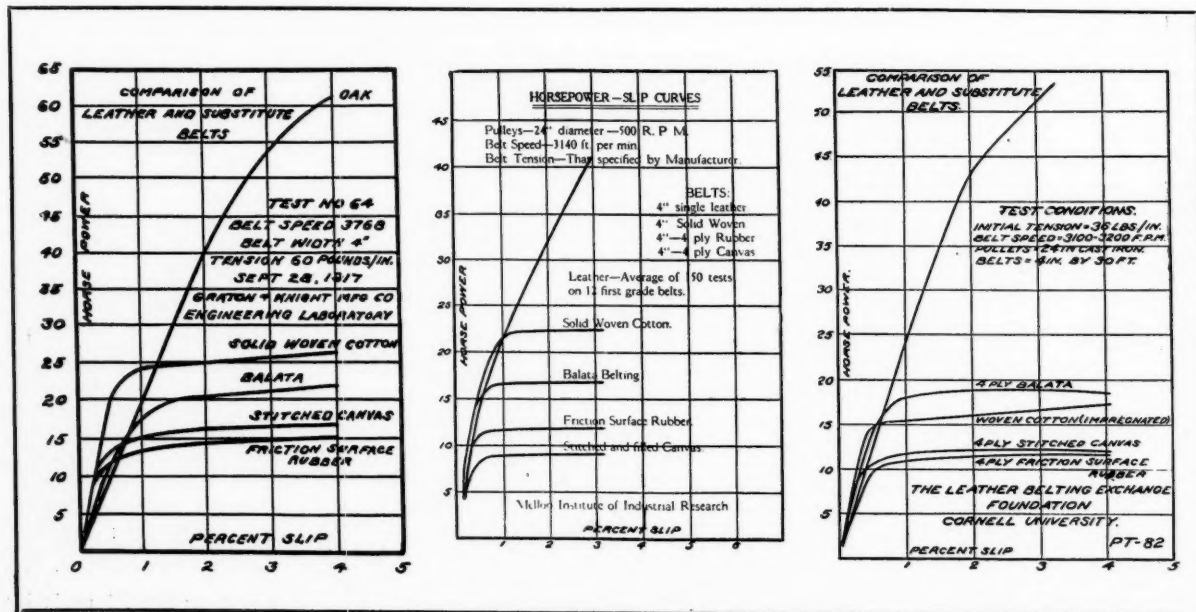 65
60
55
50
45
40
35
30
25
20
15
10
5
HORSE POWER
COMPARISON OF
LEATHER AND SUBSTITUTE
BELTS
OAK
TEST NO 64
BELT SPEED 3768
BELT WIDTH 4"
TENSION 60 POUNDS/IN.
SEPT 28, 1917
GRATON & KNIGHT MFG CO
ENGINEERING LABORATORY
SOLID WOVEN COTTON
BALATA
STITCHED CANVAS
FRICTION SURFACE
RUBBER
PERCENT SLIP
0 1 2 3 4 5
HORSEPOWER—SLIP CURVES
Pulleys—24" diameter—500 R. P M.
Belt Speed—3140 ft. per min.
Belt Tension—That specified by Manufacturer.
BELTS:
4" single leather
4" Solid Woven
4"—4 ply Rubber
4"—4 ply Canvas
Leather—Average of 150 tests
on 12 first grade belts.
45
35
25
15
5
HORSE POWER
Solid Woven Cotton.
Balata Belting
Friction Surface Rubber.
Stitched and filled Canvas.
Mellon Institute of Industrial Research
PERCENT SLIP
0 1 2 3 4 5 6
55
50
45
40
35
30
25
20
15
10
5
HORSE POWER.
COMPARISON OF
LEATHER AND SUBSTITUTE
BELTS.
TEST CONDITIONS.
INITIAL TENSION=36 LBS/IN.
BELT SPEED=3100-3200 F.P.M.
PULLEYS=24 IN CAST IRON.
BELTS=4 IN. BY 30 FT.
4 PLY BALATA
WOVEN COTTON (IMPREGNATED)
4 PLY STITCHED CANVAS
4 PLY FRICTION SURFACE
RUBBER
THE LEATHER BELTING EXCHANGE
FOUNDATION
CORNELL UNIVERSITY.
PERCENT SLIP
PT-82
1 2 3 4 5